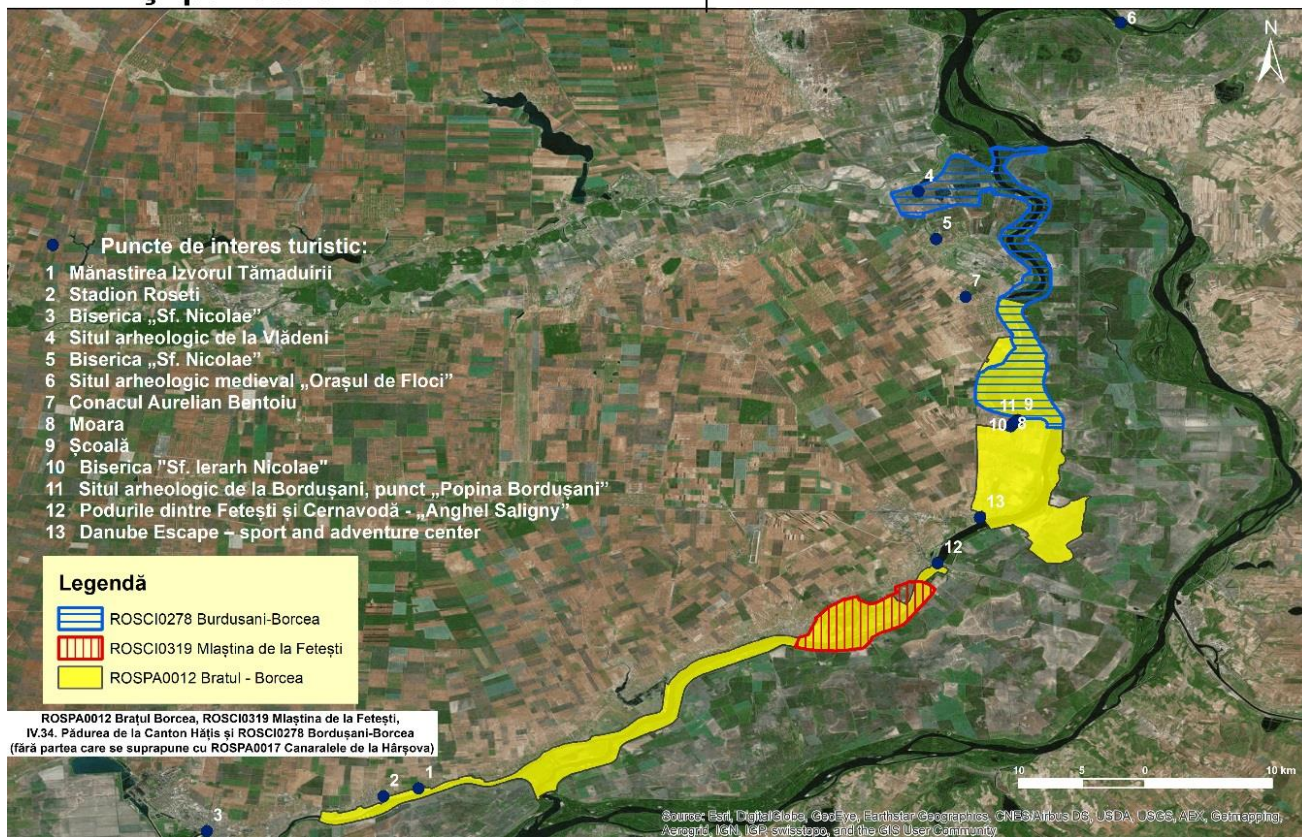 N
6
4
5
7
11 9
10 8
13
12
1
2
3
Puncte de interes turistic:
1 Mănastirea Izvorul Tămaduirii
2 Stadion Roseti
3 Biserica „Sf. Nicolae”
4 Situl arheologic de la Vlădeni
5 Biserica „Sf. Nicolae”
6 Situl arheologic medieval „Orașul de Floci”
7 Conacul Aurelian Bentoiu
8 Moara
9 Școală
10 Biserica "Sf. Ierarh Nicolae"
11 Situl arheologic de la Bordușani, punct „Popina Bordușani”
12 Podurile dintre Fetești și Cernavodă - „Anghel Saligny”
13 Danube Escape – sport and adventure center
Legendă
ROSCI0278 Burdusani-Borcea
ROSCI0319 Mlaștina de la Fetești
ROSPA0012 Bratul - Borcea
ROSPA0012 Brațul Borcea, ROSCI0319 Mlaștina de la Fetești,
IV.34. Pădurea de la Canton Hățis și ROSCI0278 Bordușani-Borcea
(fără partea care se suprapune cu ROSPA0017 Canaralele de la Hârșova)
10 5 0 10 km
Source: Esri, DigitalGlobe, GeoEye, Earthstar Geographics, CNES/Airbus DS, USDA, USGS, AEX, Getmapping,
Aerogrid, IGN, IGP, swisstopo, and the GIS User Community